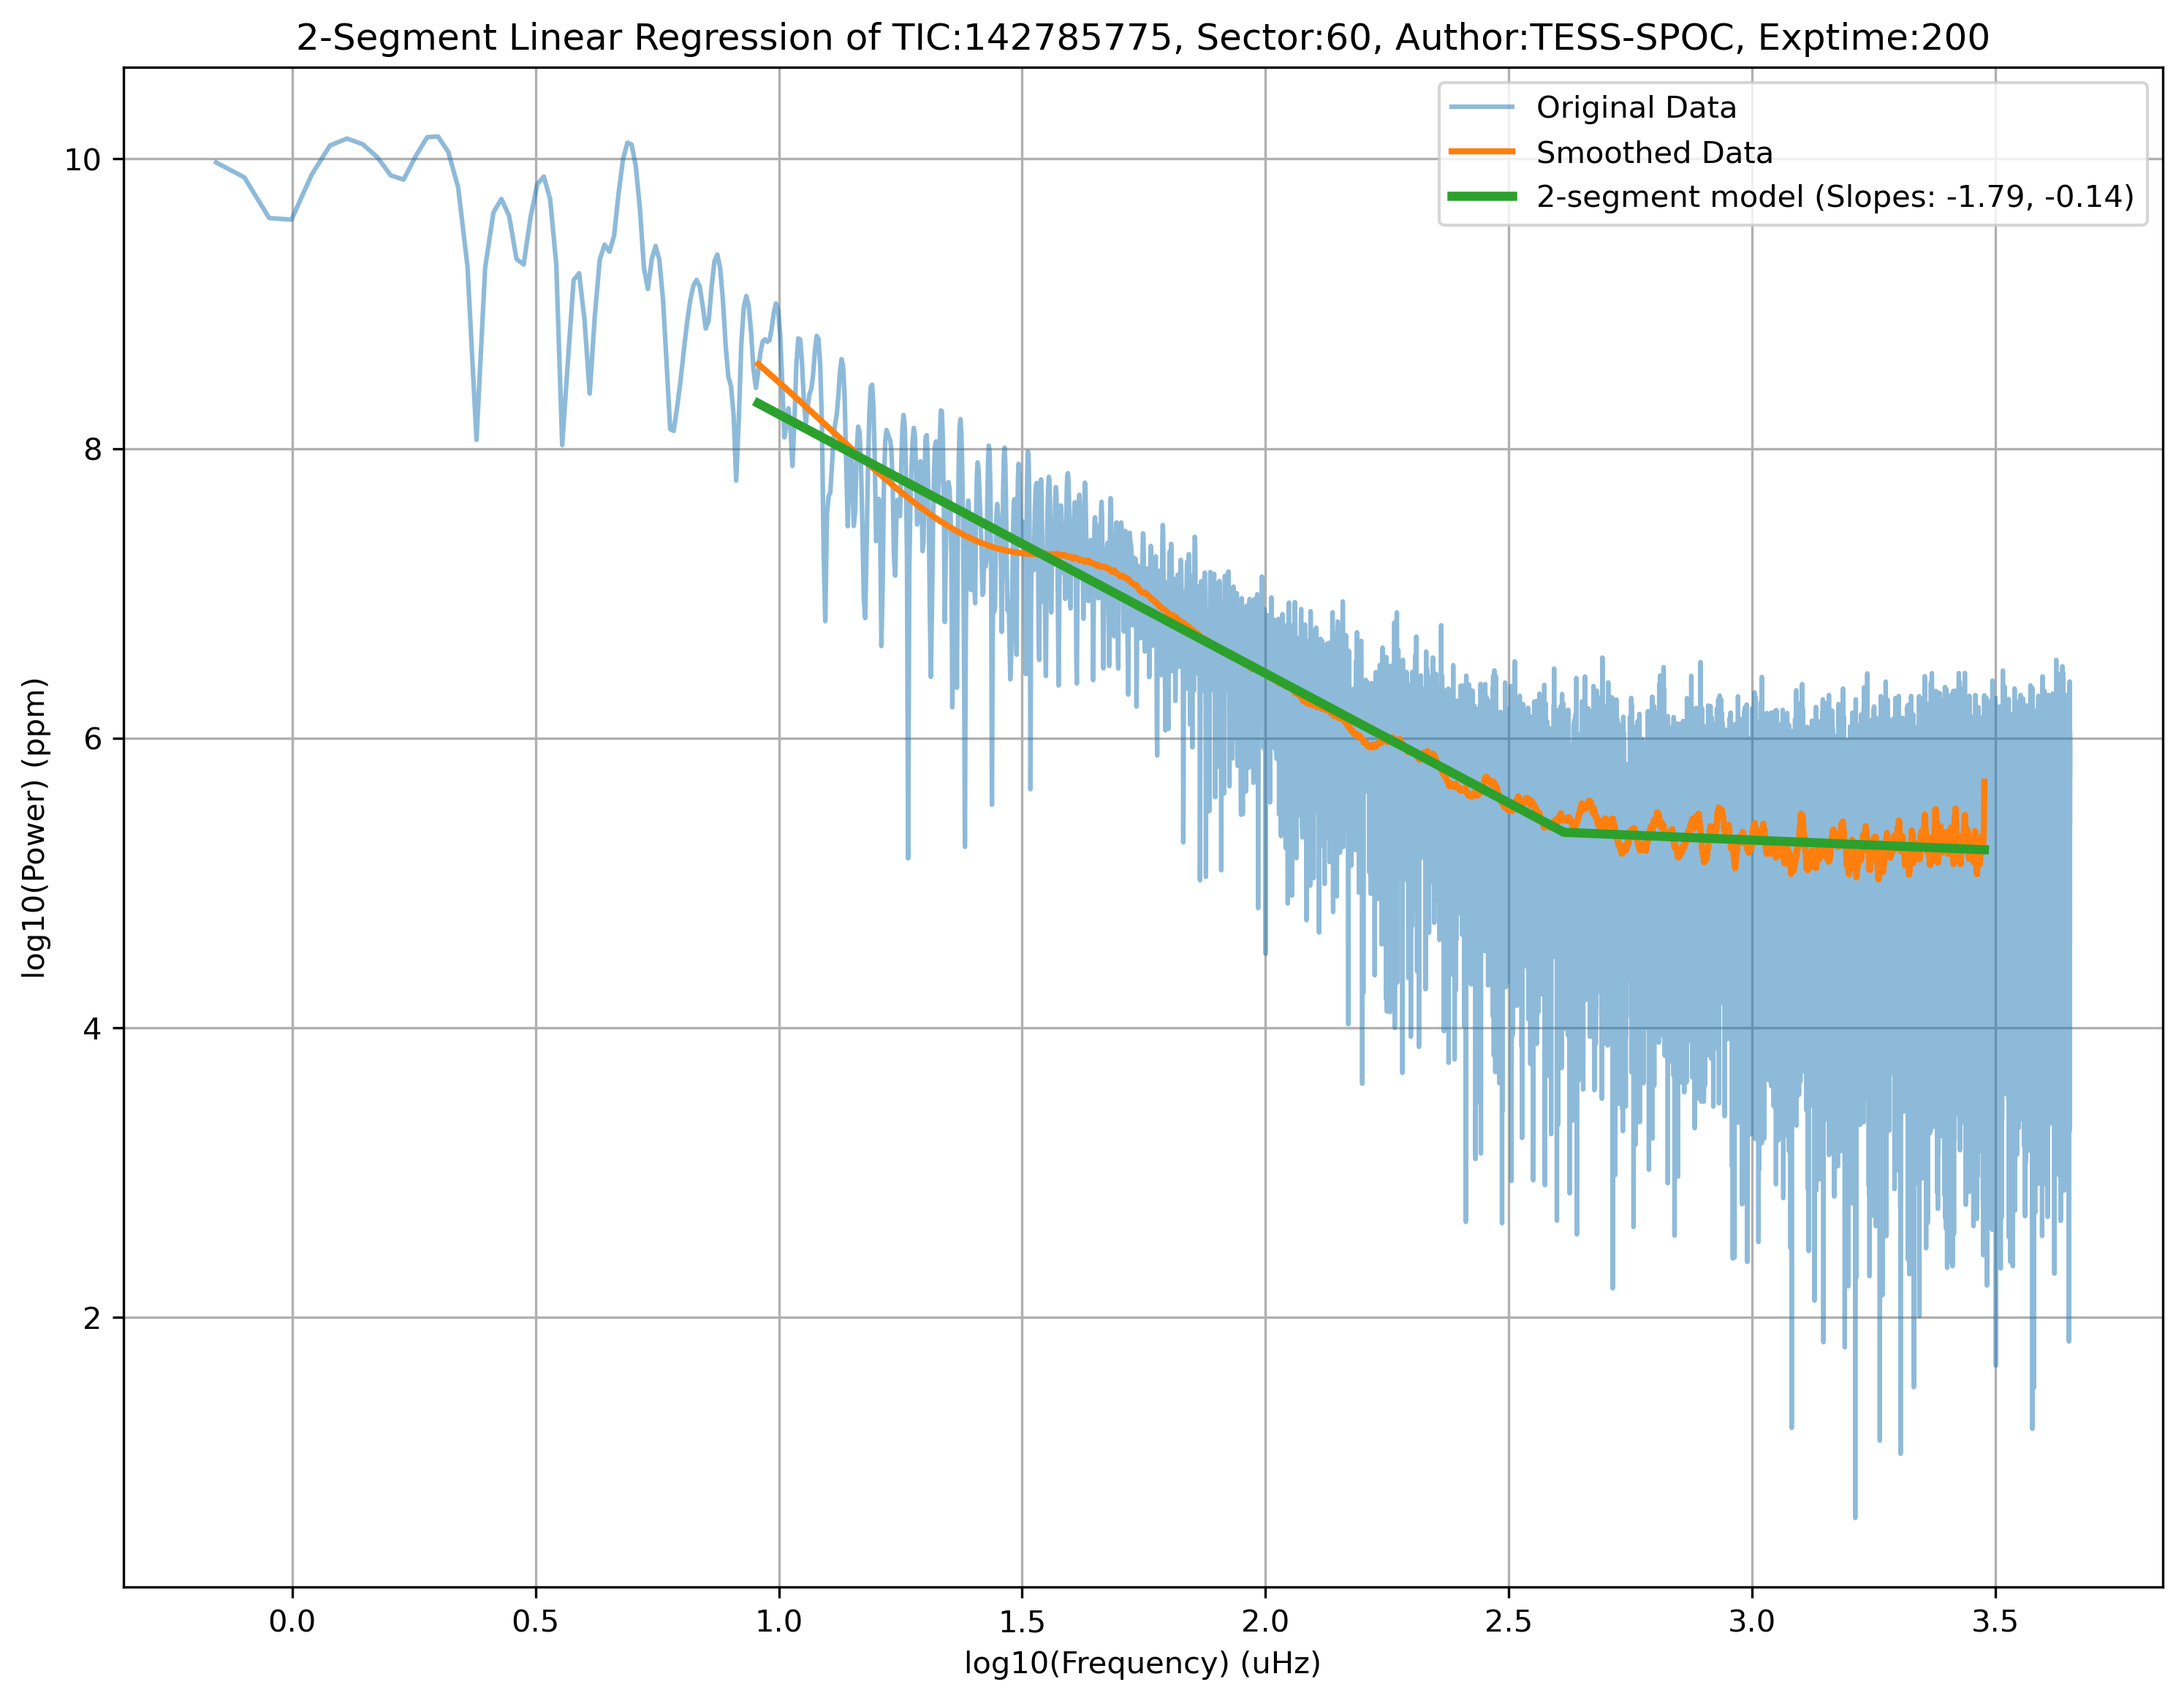 2-Segment Linear Regression of TIC:142785775, Sector:60, Author:TESS-SPOC, Exptime:200
Original Data
Smoothed Data
2-segment model (Slopes: -1.79, -0.14)
log10(Power) (ppm)
10
8
6
4
2
0.0 0.5 1.0 1.5 2.0 2.5 3.0 3.5
log10(Frequency) (uHz)